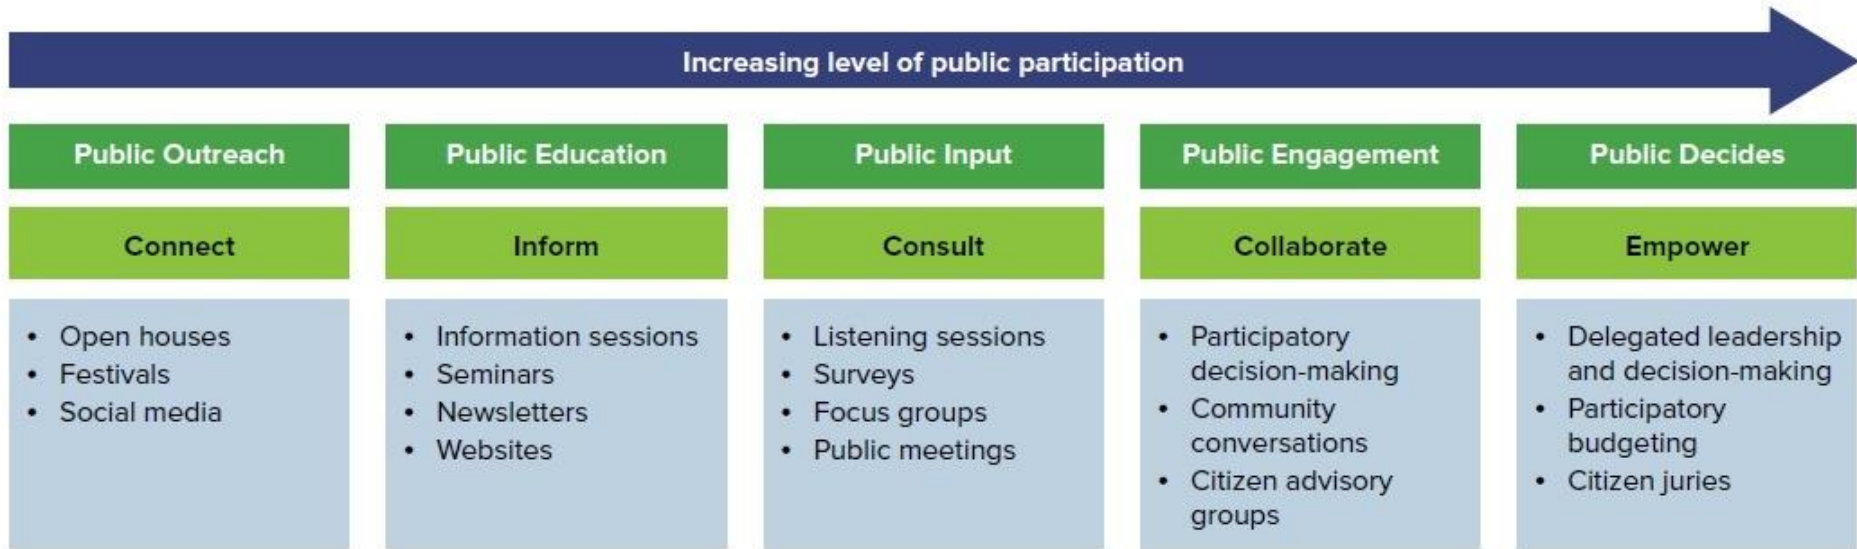 Increasing level of public participation
Public Outreach
Connect
• Open houses
• Festivals
• Social media
Public Education
Inform
• Information sessions
• Seminars
• Newsletters
• Websites
Public Input
Consult
• Listening sessions
• Surveys
• Focus groups
• Public meetings
Public Engagement
Collaborate
• Participatory
decision-making
• Community
conversations
• Citizen advisory
groups
Public Decides
Empower
• Delegated leadership
and decision-making
• Participatory
budgeting
• Citizen juries